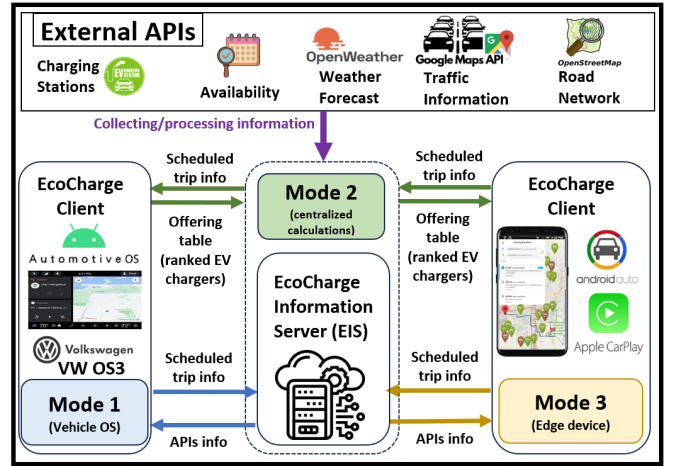 External APIs
Charging
Stations
EV
CHARGING
STATION
Availability
OpenWeather
Weather
Forecast
Google Maps API
Traffic
Information
OpenStreetMap
Road
Network
Collecting/processing information
EcoCharge
Client
Automotive OS
Volkswagen
VW OS3
Mode 1
(Vehicle OS)
Scheduled
trip info
Offering
table
(ranked EV
chargers)
Scheduled
trip info
APIs info
Mode 2
(centralized
calculations)
EcoCharge
Information
Server (EIS)
Scheduled
trip info
Offering
table
(ranked EV
chargers)
Scheduled
trip info
APIs info
EcoCharge
Client
androidauto
Apple CarPlay
Mode 3
(Edge device)